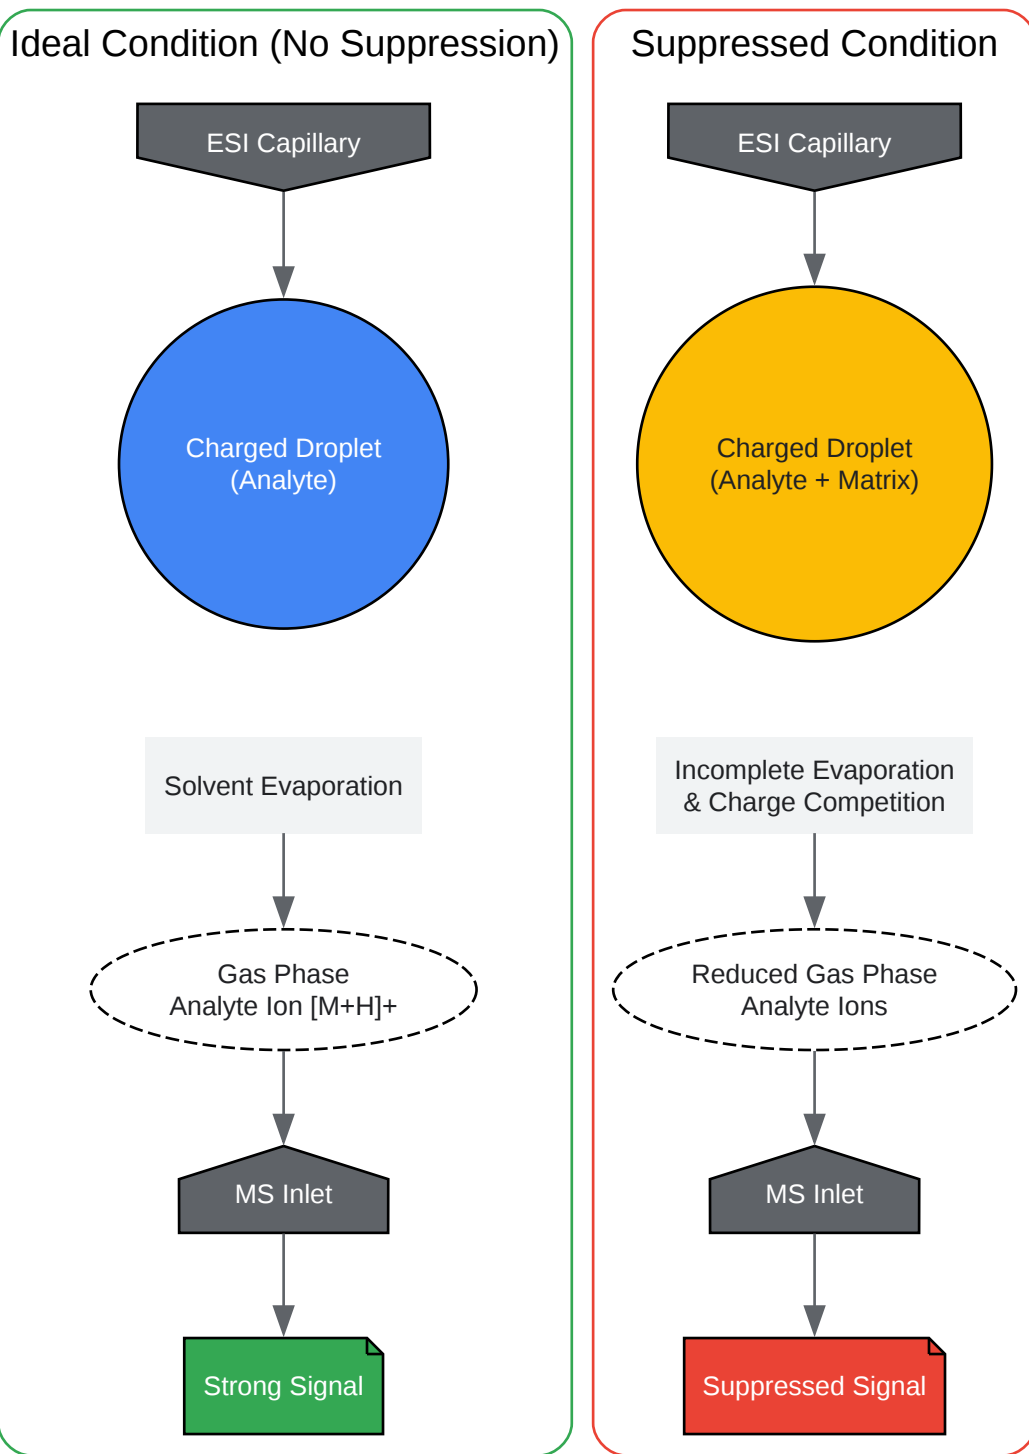 Ideal Condition (No Suppression)
ESI Capillary
Charged Droplet
(Analyte)
Solvent Evaporation
Gas Phase
Analyte Ion [M+H]+
MS Inlet
Strong Signal
Suppressed Condition
ESI Capillary
Charged Droplet
(Analyte + Matrix)
Incomplete Evaporation
& Charge Competition
Reduced Gas Phase
Analyte Ions
MS Inlet
Suppressed Signal